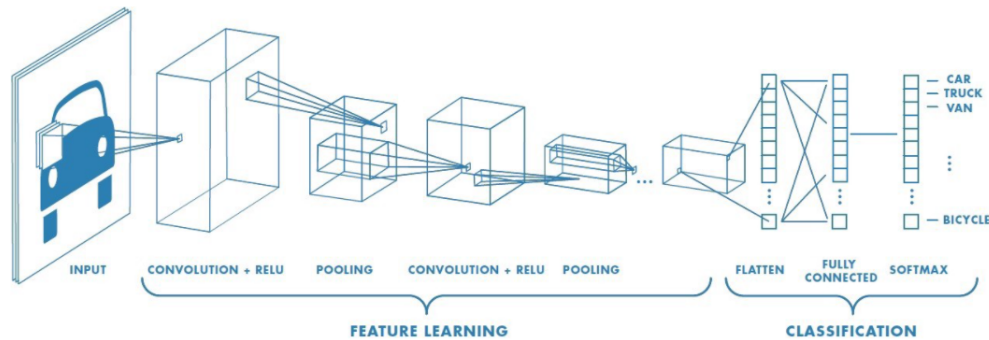 CAR
TRUCK
VAN
BICYCLE
INPUT
CONVOLUTION + RELU
POOLING
CONVOLUTION + RELU
POOLING
FLATTEN
FULLY
CONNECTED
SOFTMAX
FEATURE LEARNING
CLASSIFICATION